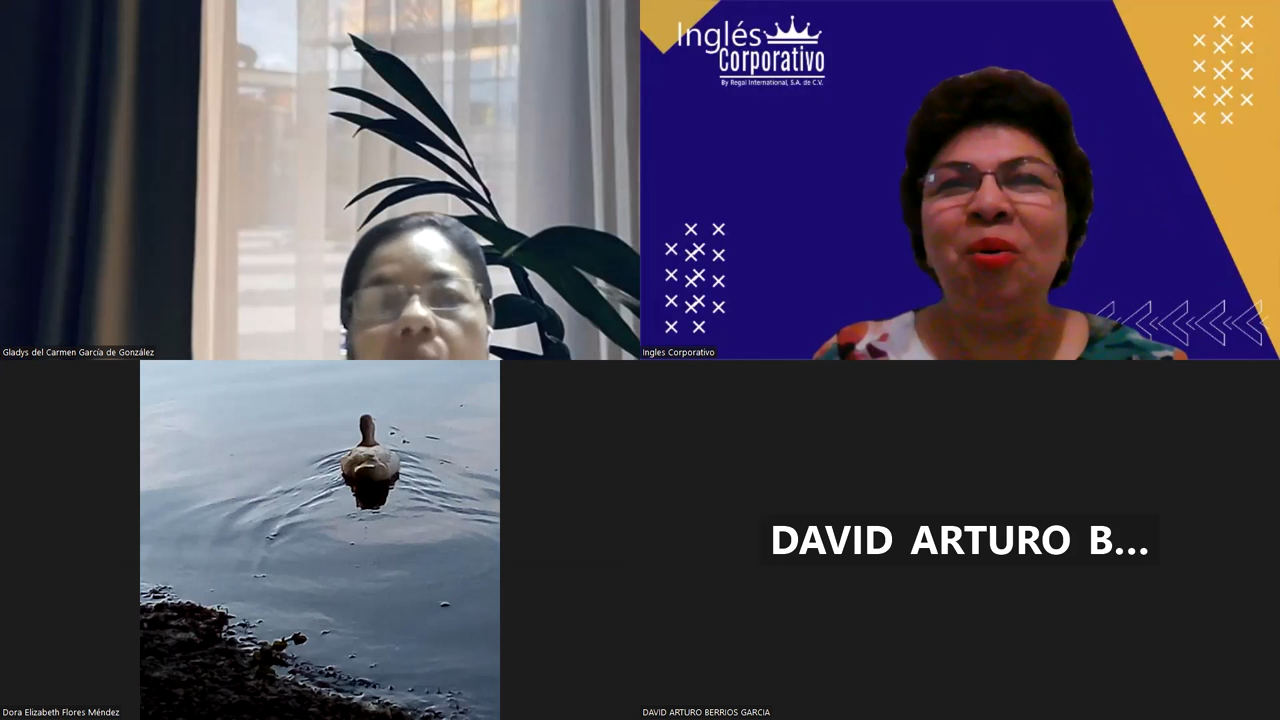 Inglés
Corporativo
By Regal International, S.A. de C.V.
Gladys del Carmen García de González
Ingles Corporativo
DAVID ARTURO B...
Dora Elizabeth Flores Méndez
DAVID ARTURO BERRIOS GARCIA